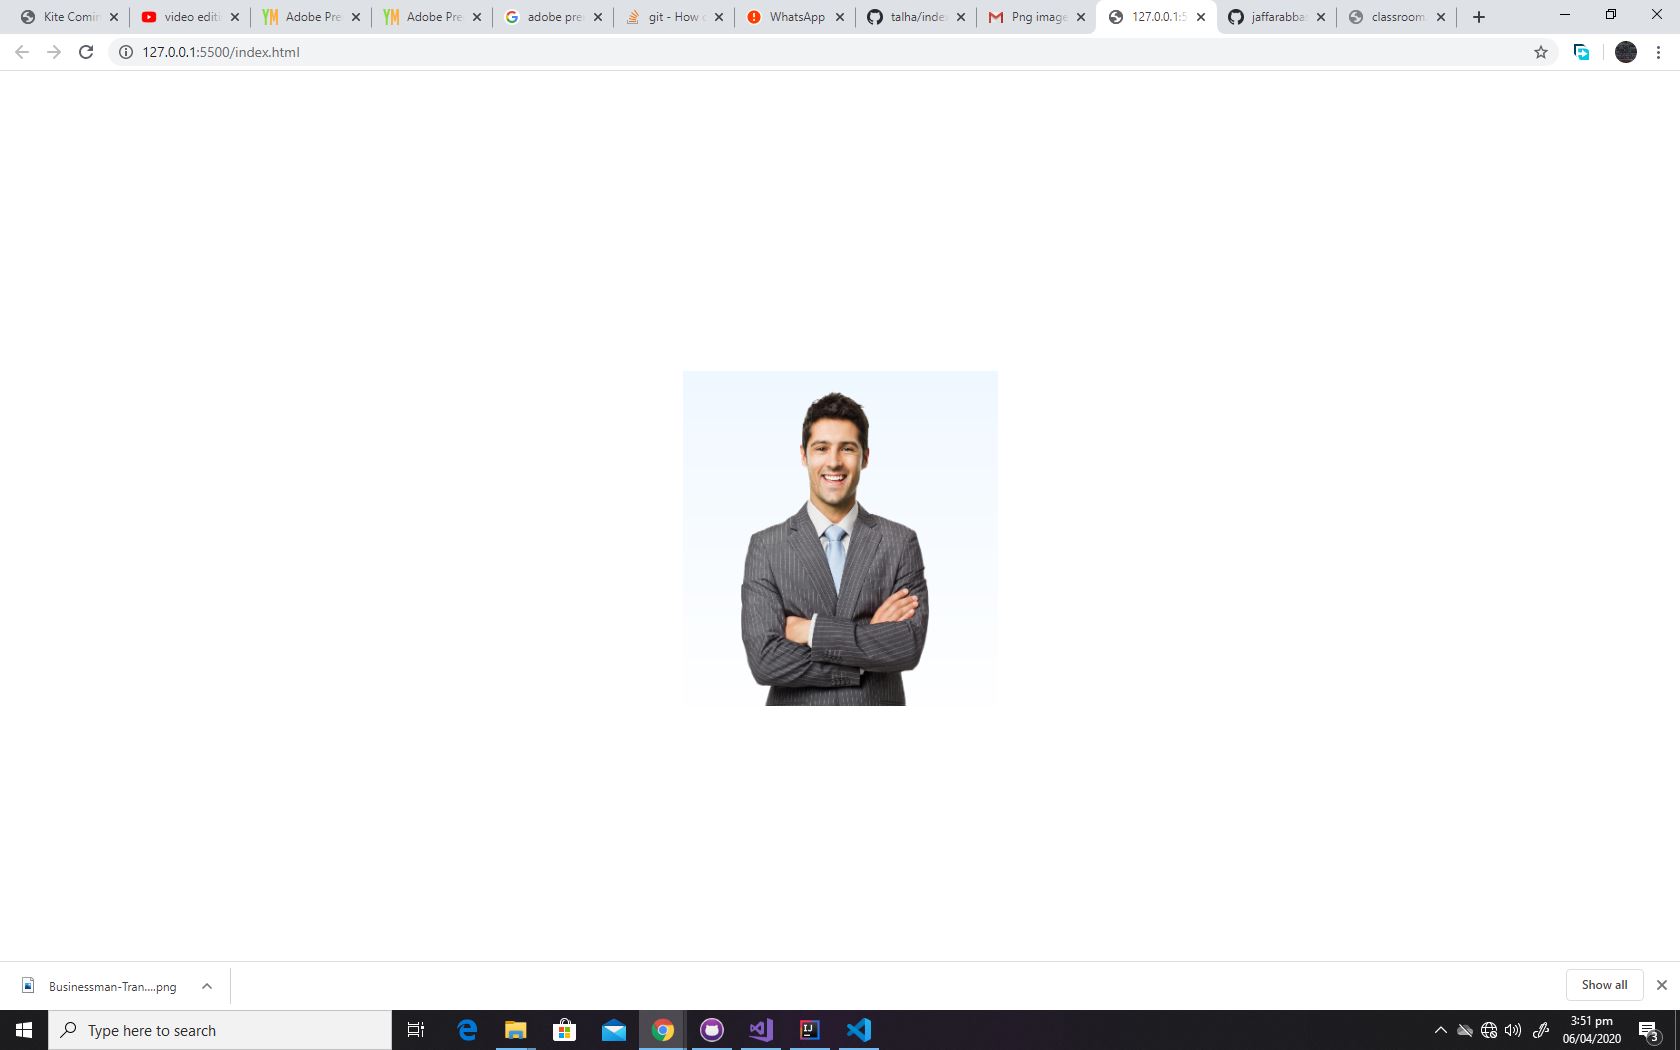 Kite Comin
video editi
Adobe Pre
Adobe Pre
adobe pre
git - How
WhatsApp
talha/index
Png image
127.0.0.1:5
jaffarabba
classroom
127.0.0.1:5500/index.html
Businessman-Tran....png
Show all
Type here to search
3:51 pm
06/04/2020
3